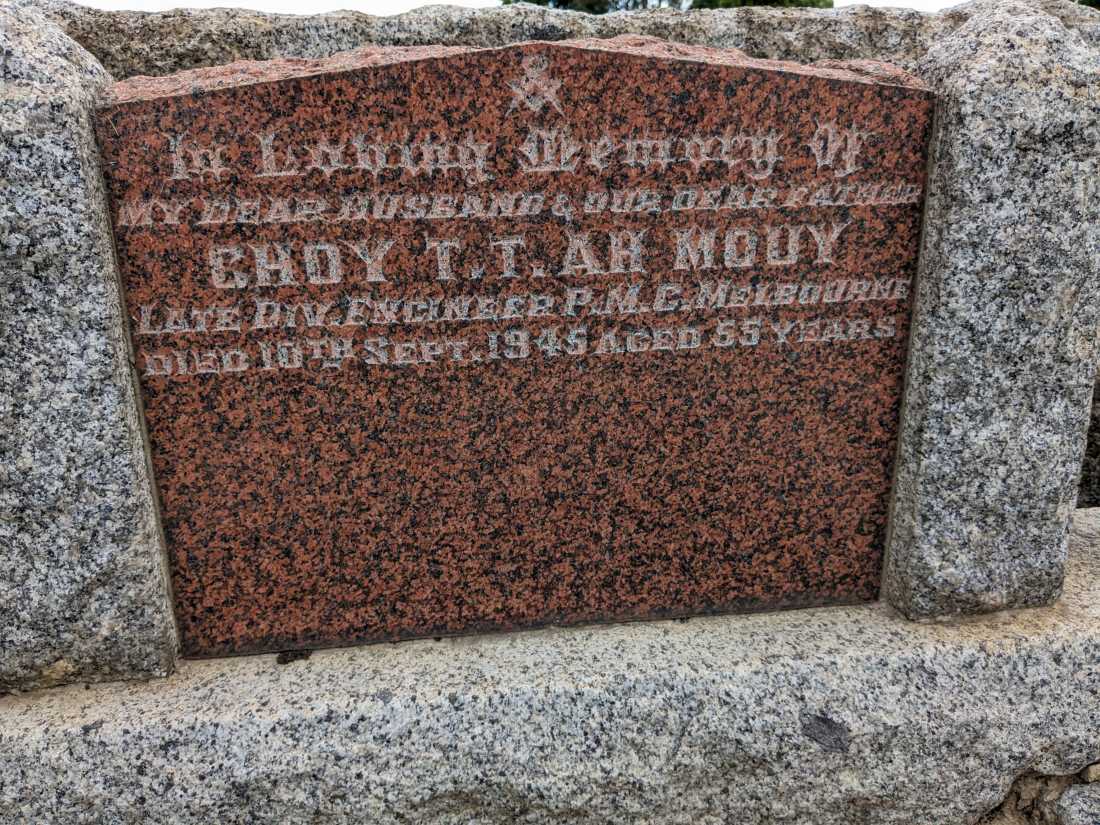 In Loving Memory of
MY DEAR HUSBAND & OUR DEAR FATHER
CHOY T. T. AH MOUY
LATE DIV. ENGINEER P.M.G. MELBOURNE
DIED 10TH SEPT. 1945 AGED 55 YEARS